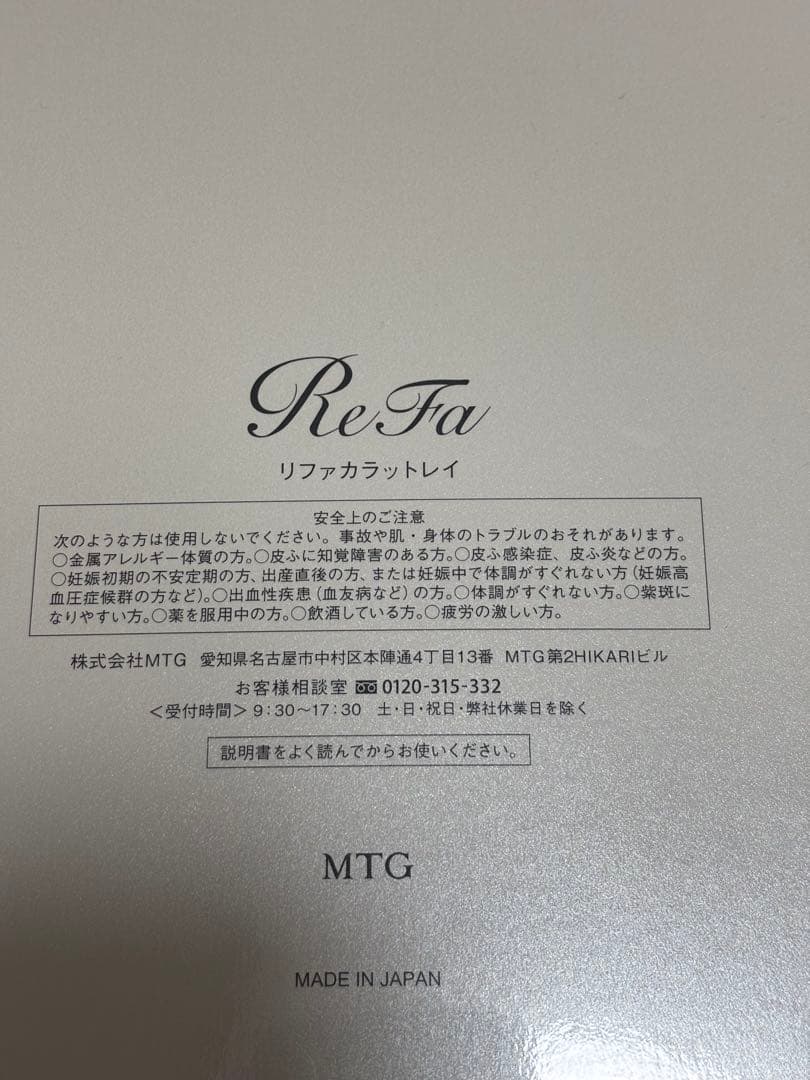 ReFa
リファカラットレイ
安全上のご注意
次のような方は使用しないでください。事故や肌・身体のトラブルのおそれがあります。
○金属アレルギー体質の方。○皮ふに知覚障害のある方。○皮ふ感染症、皮ふ炎などの方。
○妊娠初期の不安定期の方、出産直後の方、または妊娠中で体調がすぐれない方（妊娠高
血圧症候群の方など）。○出血性疾患（血友病など）の方。○体調がすぐれない方。○紫斑に
なりやすい方。○薬を服用中の方。○飲酒している方。○疲労の激しい方。
株式会社MTG 愛知県名古屋市中村区本陣通4丁目13番 MTG第2HIKARIビル
お客様相談室 0120-315-332
＜受付時間＞9:30〜17:30 土・日・祝日・弊社休業日を除く
説明書をよく読んでからお使いください。
MTG
MADE IN JAPAN